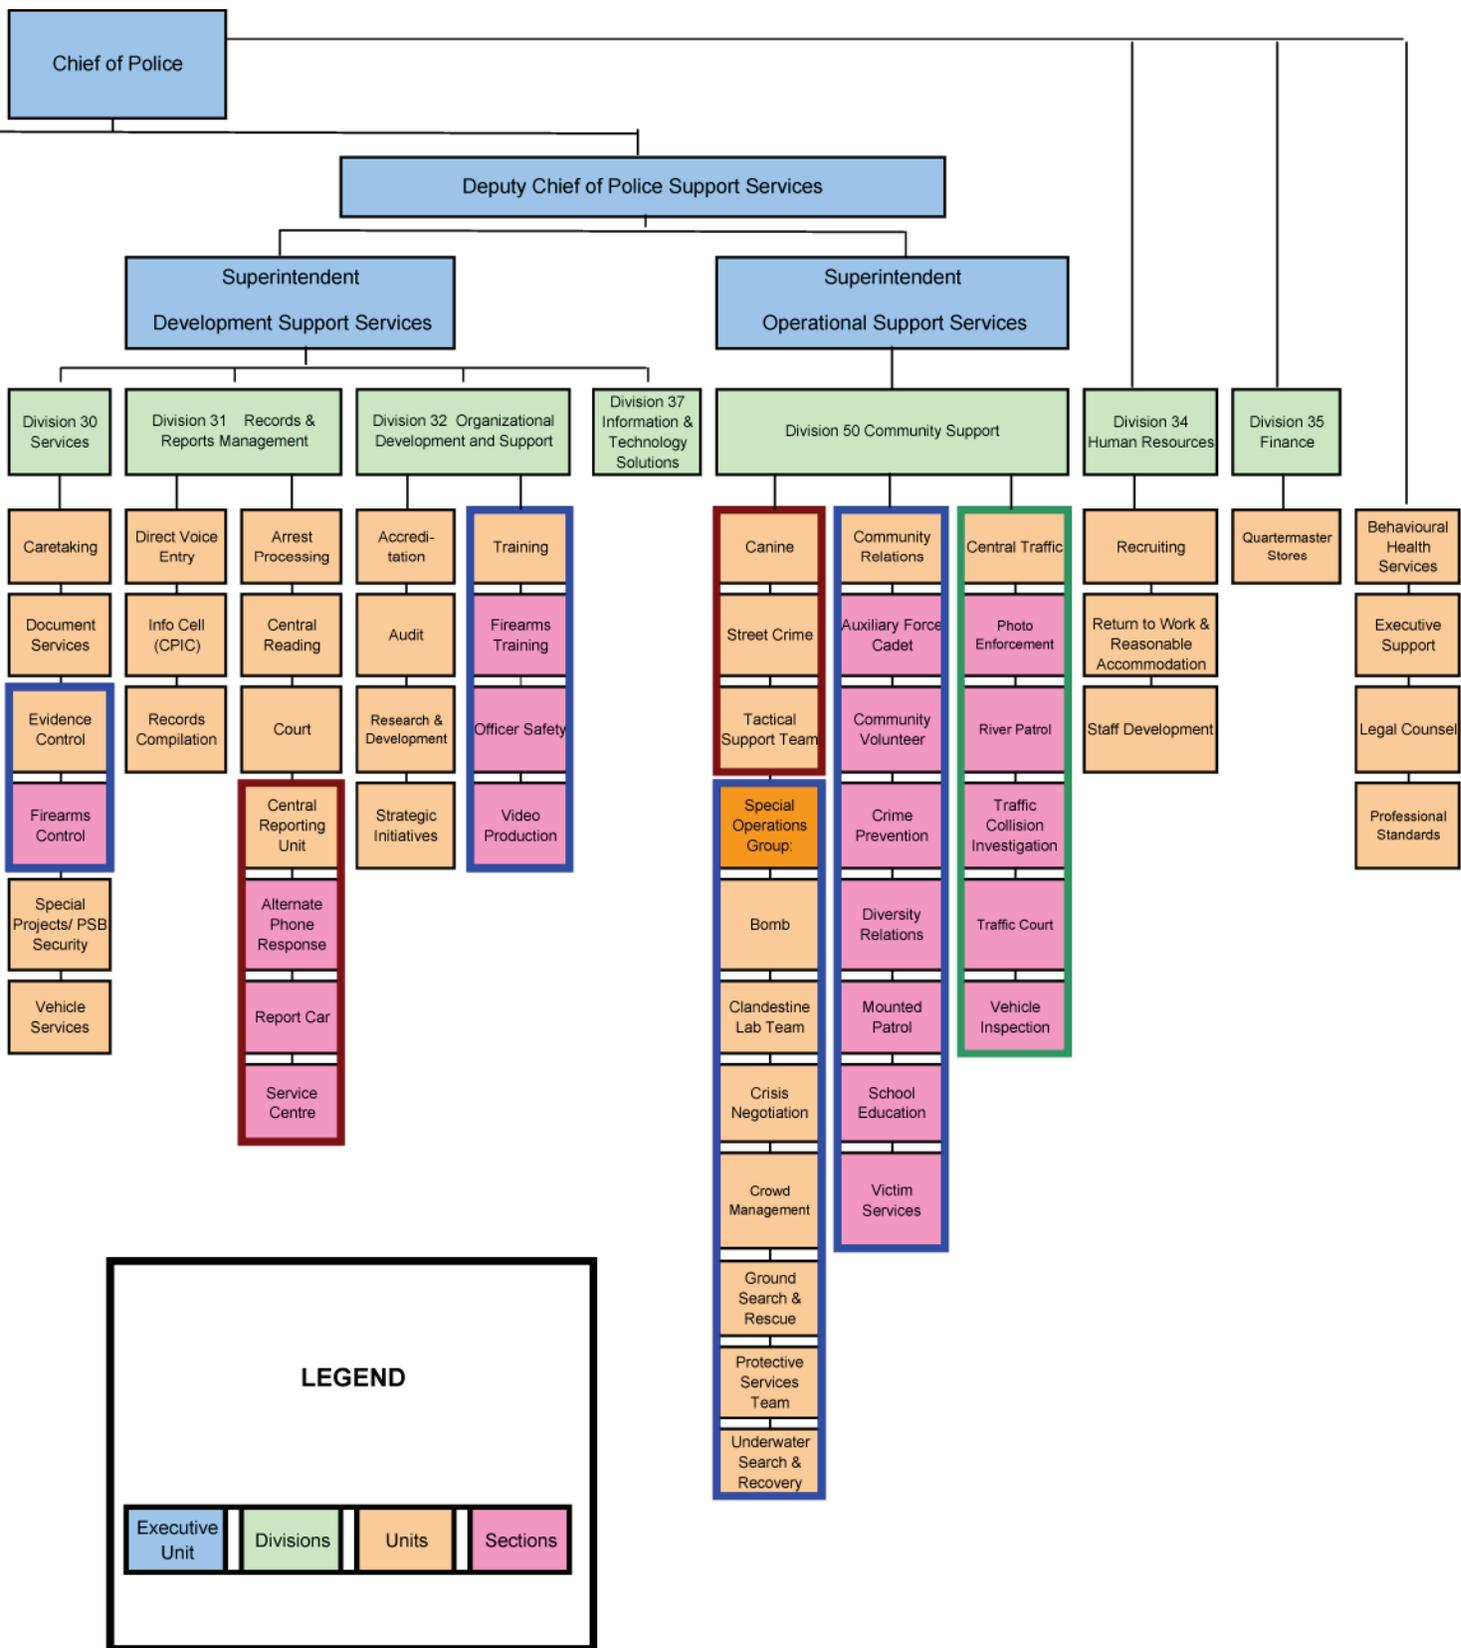 Chief of Police
Deputy Chief of Police Support Services
Superintendent
Development Support Services
Superintendent
Operational Support Services
Division 30
Services
Division 31 Records &
Reports Management
Division 32 Organizational
Development and Support
Division 37
Information &
Technology
Solutions
Division 50 Community Support
Division 34
Human Resources
Division 35
Finance
Caretaking
Document
Services
Evidence
Control
Firearms
Control
Special
Projects/ PSB
Security
Vehicle
Services
Direct Voice
Entry
Info Cell
(CPIC)
Records
Compilation
Arrest
Processing
Central
Reading
Court
Central
Reporting
Unit
Alternate
Phone
Response
Report Car
Service
Centre
Accredi-
tation
Audit
Research &
Development
Strategic
Initiatives
Training
Firearms
Training
Officer Safety
Video
Production
Canine
Street Crime
Tactical
Support Team
Special
Operations
Group:
Bomb
Clandestine
Lab Team
Crisis
Negotiation
Crowd
Management
Ground
Search &
Rescue
Protective
Services
Team
Underwater
Search &
Recovery
Community
Relations
Auxiliary Force
Cadet
Community
Volunteer
Crime
Prevention
Diversity
Relations
Mounted
Patrol
School
Education
Victim
Services
Central Traffic
Photo
Enforcement
River Patrol
Traffic
Collision
Investigation
Traffic Court
Vehicle
Inspection
Recruiting
Return to Work &
Reasonable
Accommodation
Staff Development
Quartermaster
Stores
Behavioural
Health
Services
Executive
Support
Legal Counsel
Professional
Standards
LEGEND
Executive
Unit
Divisions
Units
Sections